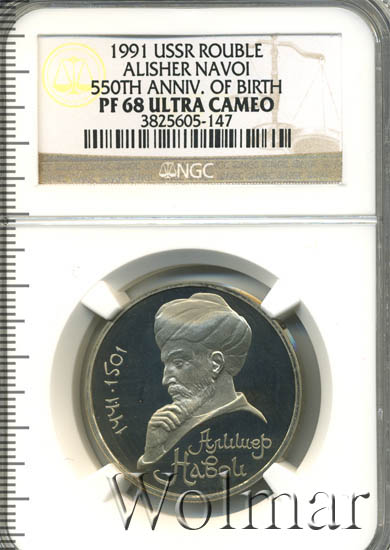 1991 USSR ROUBLE
ALISHER NAVOI
550TH ANNIV. OF BIRTH
PF 68 ULTRA CAMEO
3825605-147
NGC
1441·1501
Алишер
Навои
Wolmar